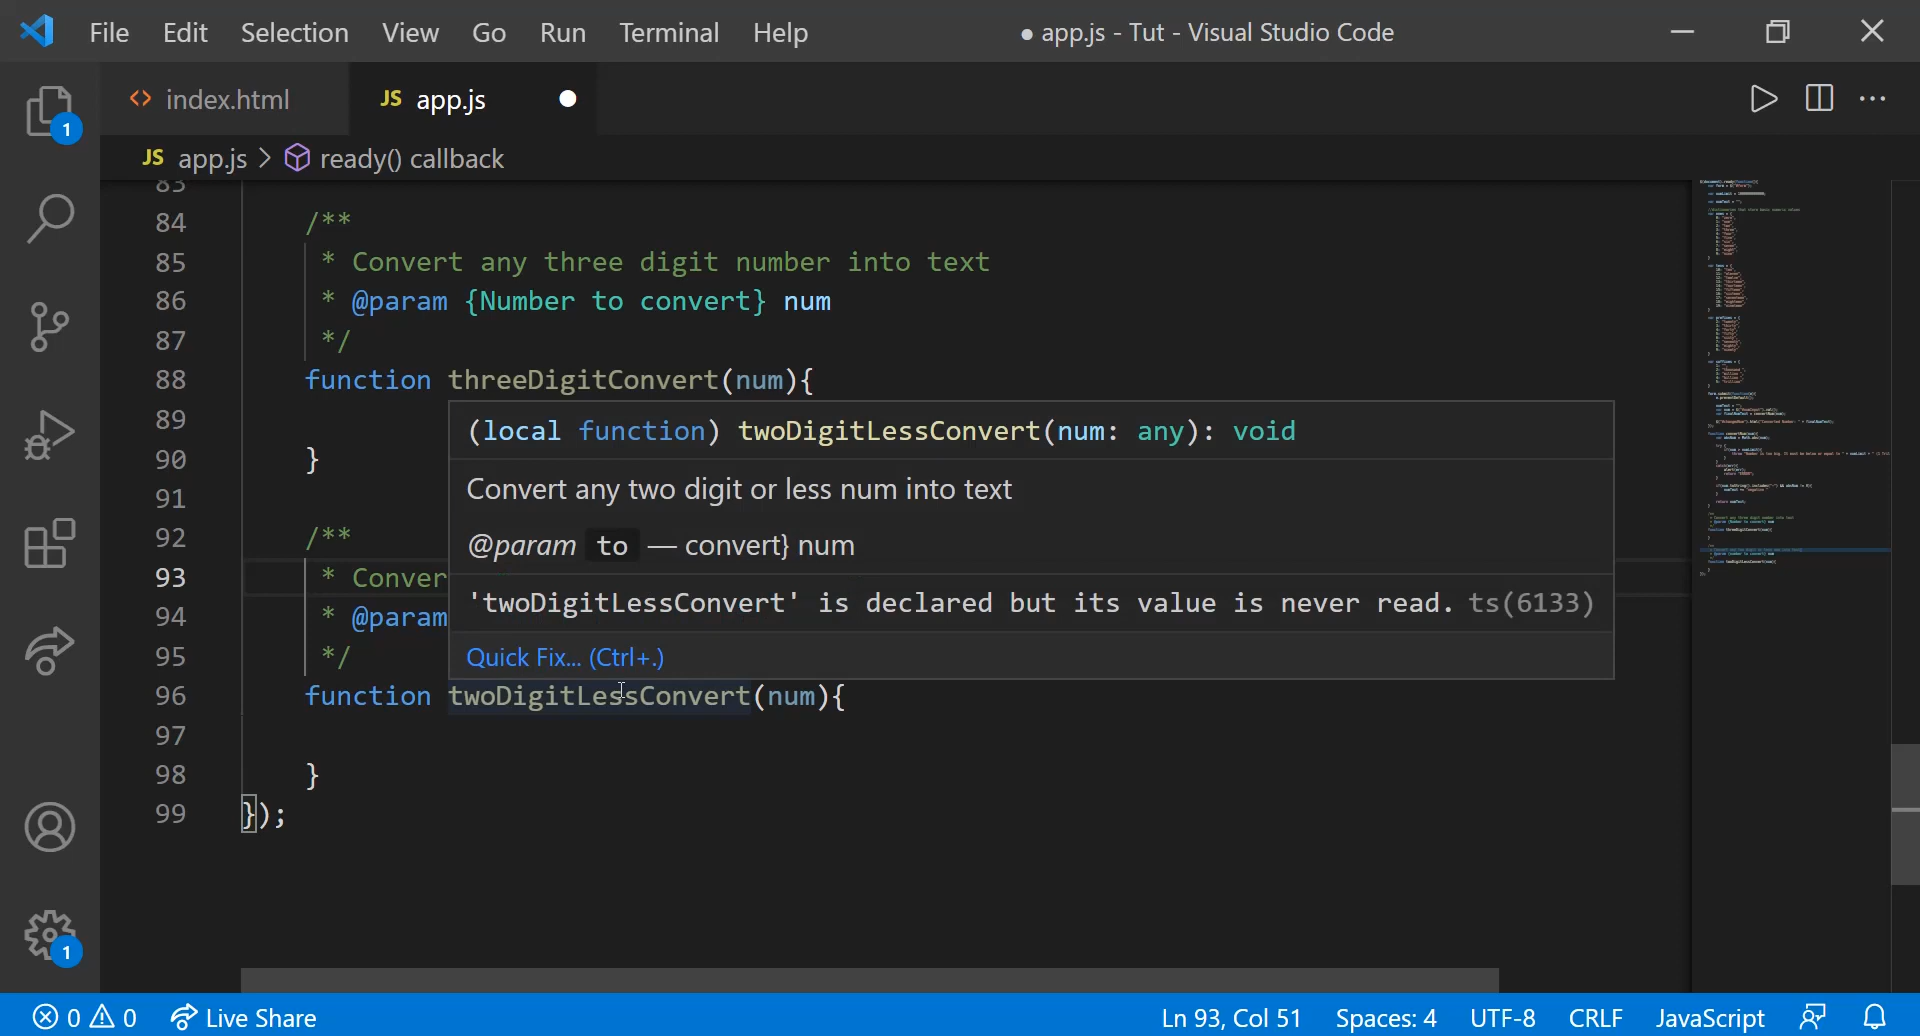 File Edit Selection View Go Run Terminal Help
● app.js - Tut - Visual Studio Code
index.html
JS app.js
JS app.js > ready() callback
83
84 /**
85 * Convert any three digit number into text
86 * @param {Number to convert} num
87 */
88 function threeDigitConvert(num){
89
90 }
91
92 /**
93 * Conver
94 * @param
95 */
96 function twoDigitLessConvert(num){
97
98 }
99 });
(local function) twoDigitLessConvert(num: any): void
Convert any two digit or less num into text
@param to — convert} num
'twoDigitLessConvert' is declared but its value is never read. ts(6133)
Quick Fix... (Ctrl+.)
1
1
0 0 Live Share
Ln 93, Col 51 Spaces: 4 UTF-8 CRLF JavaScript